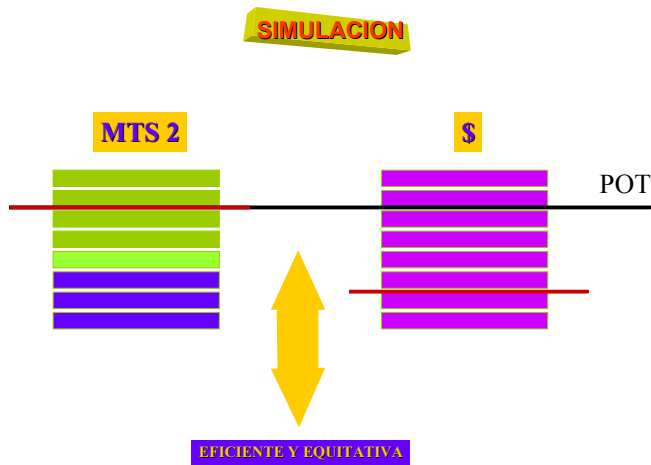 SIMULACION
MTS 2
$
POT
EFICIENTE Y EQUITATIVA